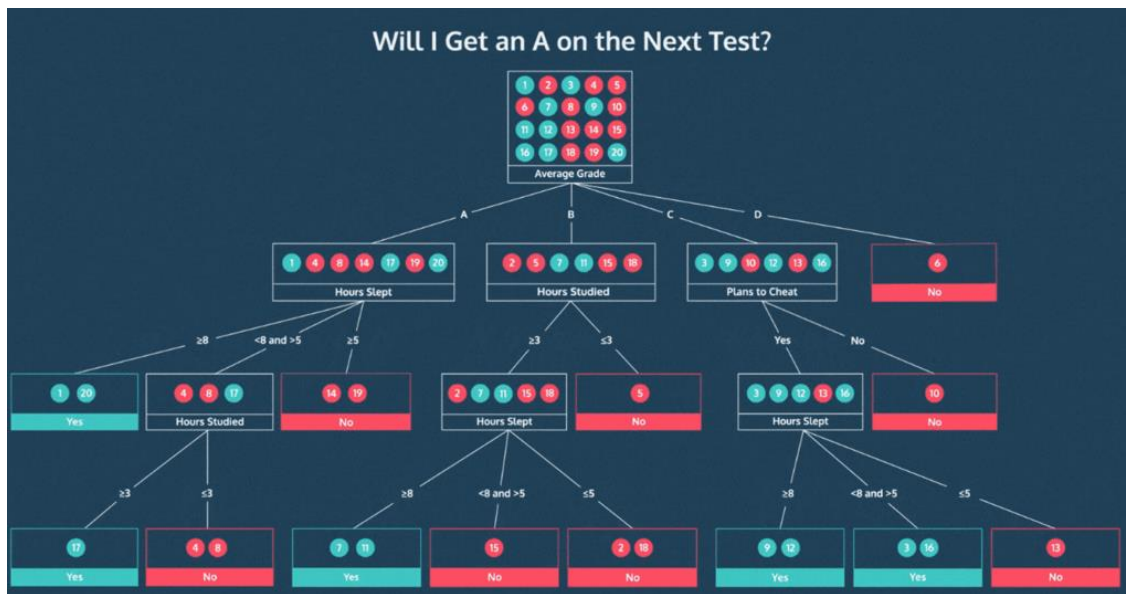 Will I Get an A on the Next Test?
1 2 3 4 5
6 7 8 9 10
11 12 13 14 15
16 17 18 19 20
Average Grade
A B C D
1 4 8 14 17 19 20
Hours Slept
2 5 7 11 15 18
Hours Studied
3 9 10 12 13 16
Plans to Cheat
6
No
≥8 <8 and >5 ≥5
≥3 ≤3
Yes No
1 20
Yes
4 8 17
Hours Studied
14 19
No
2 7 11 15 18
Hours Slept
5
No
3 9 12 13 16
Hours Slept
10
No
≥3 ≤3
≥8 <8 and >5 ≤5
≥8 <8 and >5 ≤5
17
Yes
4 8
No
7 11
Yes
15
No
2 18
No
9 12
Yes
3 16
Yes
13
No